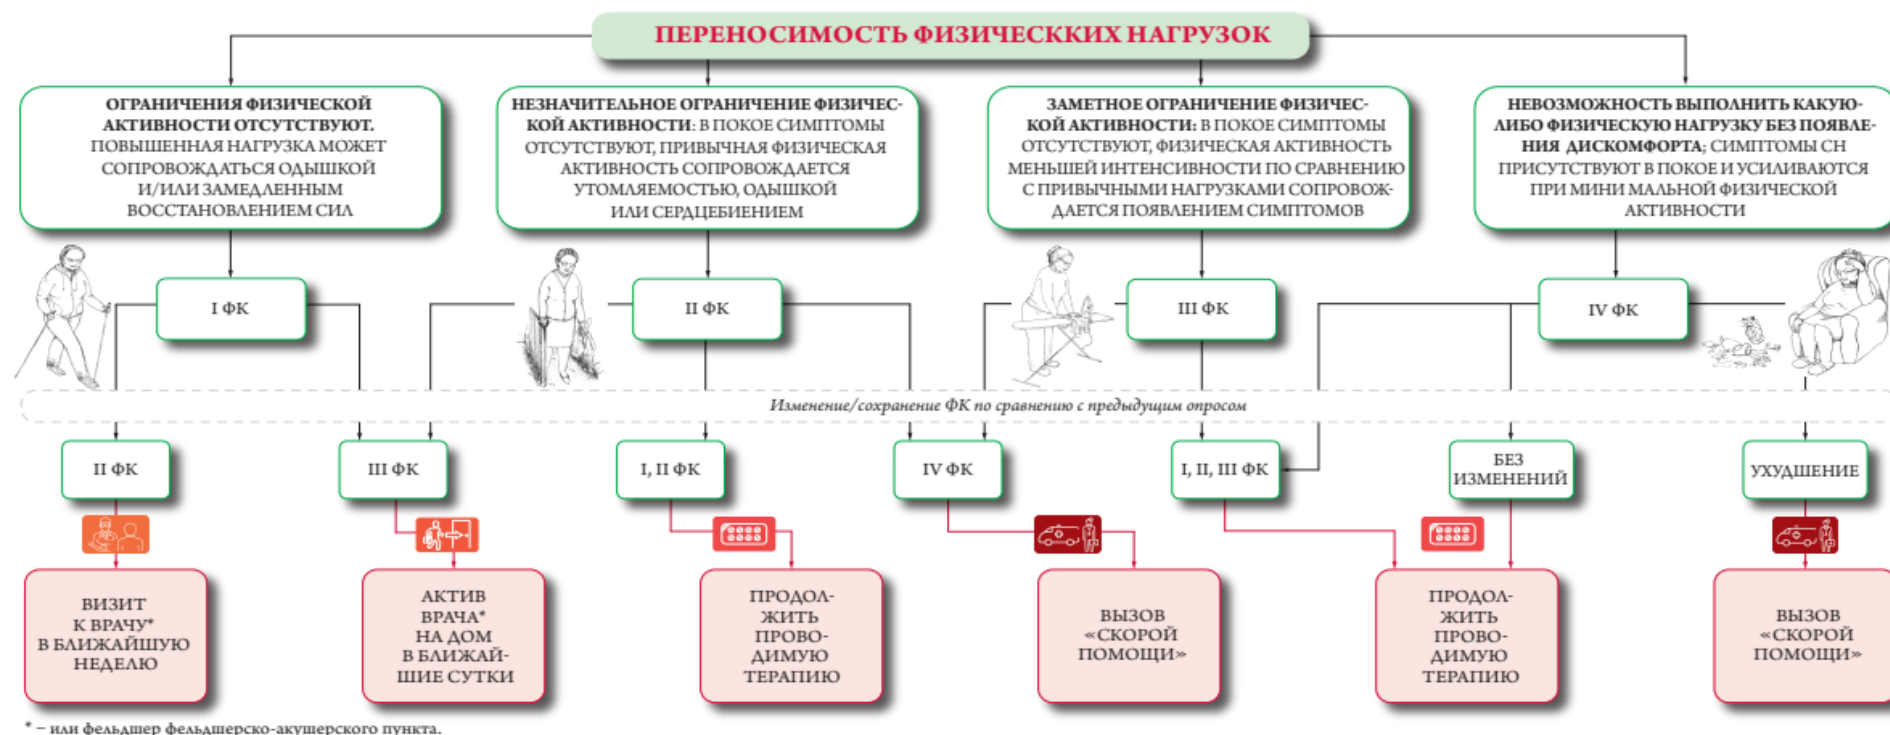 ПЕРЕНОСИМОСТЬ ФИЗИЧЕСККИХ НАГРУЗОК
ОГРАНИЧЕНИЯ ФИЗИЧЕСКОЙ
АКТИВНОСТИ ОТСУТСТВУЮТ.
ПОВЫШЕННАЯ НАГРУЗКА МОЖЕТ
СОПРОВОЖДАТЬСЯ ОДЫШКОЙ
И/ИЛИ ЗАМЕДЛЕННЫМ
ВОССТАНОВЛЕНИЕМ СИЛ
НЕЗНАЧИТЕЛЬНОЕ ОГРАНИЧЕНИЕ ФИЗИЧЕС-
КОЙ АКТИВНОСТИ: В ПОКОЕ СИМПТОМЫ
ОТСУТСТВУЮТ, ПРИВЫЧНАЯ ФИЗИЧЕСКАЯ
АКТИВНОСТЬ СОПРОВОЖДАЕТСЯ
УТОМЛЯЕМОСТЬЮ, ОДЫШКОЙ
ИЛИ СЕРДЦЕБИЕНИЕМ
ЗАМЕТНОЕ ОГРАНИЧЕНИЕ ФИЗИЧЕС-
КОЙ АКТИВНОСТИ: В ПОКОЕ СИМПТОМЫ
ОТСУТСТВУЮТ, ФИЗИЧЕСКАЯ АКТИВНОСТЬ
МЕНЬШЕЙ ИНТЕНСИВНОСТИ ПО СРАВНЕНИЮ
С ПРИВЫЧНЫМИ НАГРУЗКАМИ СОПРОВОЖ-
ДАЕТСЯ ПОЯВЛЕНИЕМ СИМПТОМОВ
НЕВОЗМОЖНОСТЬ ВЫПОЛНИТЬ КАКУЮ-
ЛИБО ФИЗИЧЕСКУЮ НАГРУЗКУ БЕЗ ПОЯВЛЕ-
НИЯ ДИСКОМФОРТА; СИМПТОМЫ СН
ПРИСУТСТВУЮТ В ПОКОЕ И УСИЛИВАЮТСЯ
ПРИ МИНИ МАЛЬНОЙ ФИЗИЧЕСКОЙ
АКТИВНОСТИ
I ФК
II ФК
III ФК
IV ФК
Изменение/сохранение ФК по сравнению с предыдущим опросом
II ФК
III ФК
I, II ФК
IV ФК
I, II, III ФК
БЕЗ
ИЗМЕНЕНИЙ
УХУДШЕНИЕ
ВИЗИТ
К ВРАЧУ*
В БЛИЖАЙШУЮ
НЕДЕЛЮ
АКТИВ
ВРАЧА*
НА ДОМ
В БЛИЖАЙ-
ШИЕ СУТКИ
ПРОДОЛ-
ЖИТЬ
ПРОВО-
ДИМУЮ
ТЕРАПИЮ
ВЫЗОВ
«СКОРОЙ
ПОМОЩИ»
ПРОДОЛ-
ЖИТЬ
ПРОВО-
ДИМУЮ
ТЕРАПИЮ
ВЫЗОВ
«СКОРОЙ
ПОМОЩИ»
* – или фельдшер фельдшерско-акушерского пункта.